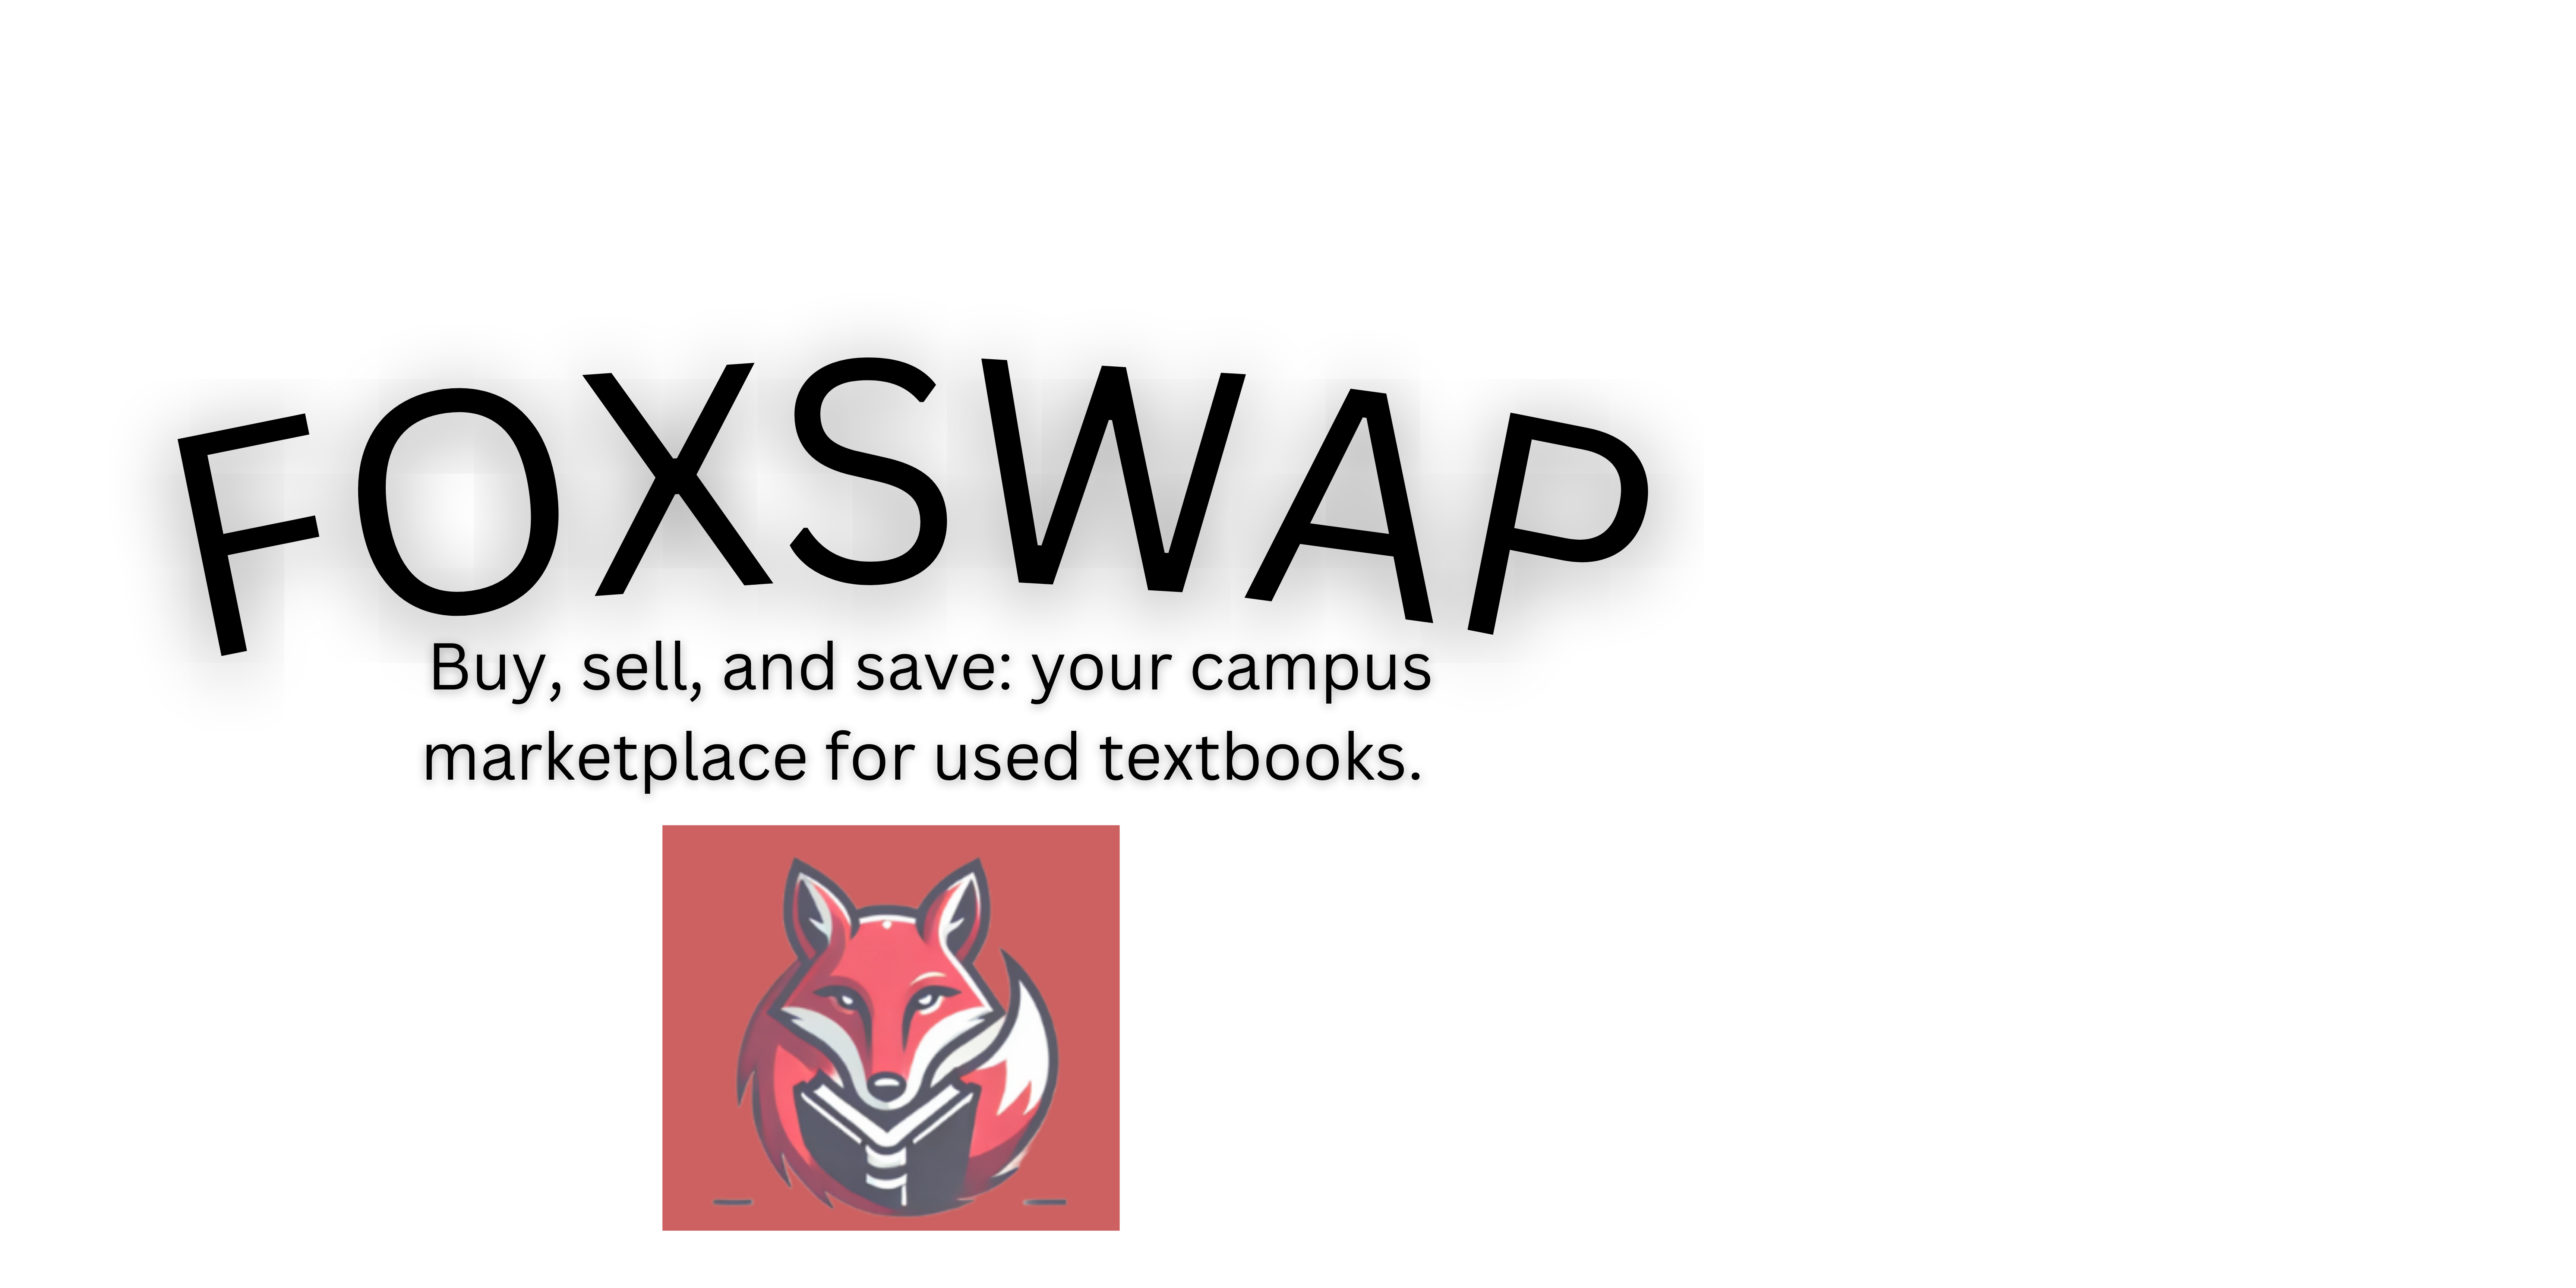 FOXSWAP
Buy, sell, and save: your campus
marketplace for used textbooks.